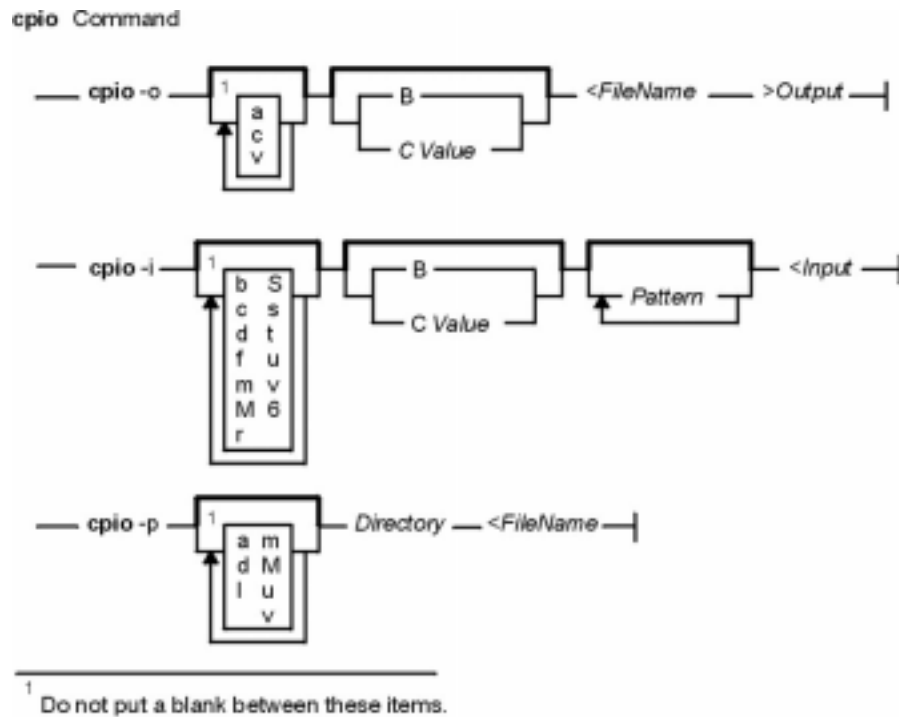 cpio Command
cpio -o 1 B <FileName >Output
a
c
v
C Value
cpio -i 1 B <Input
b S
c s
d t
f u
m v
M 6
r
C Value
Pattern
cpio -p 1 Directory <FileName
a m
d M
l u
v
1 Do not put a blank between these items.